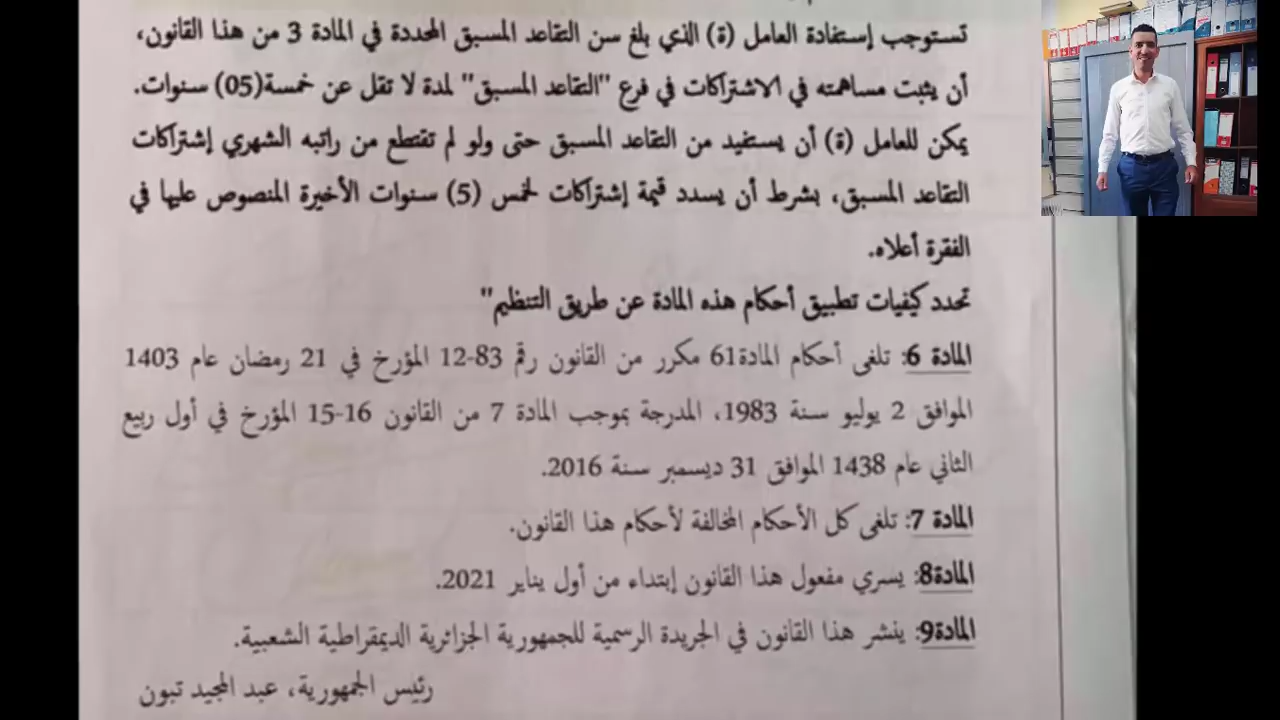 تستوجب إستفادة العامل (ة) الذي بلغ سن التقاعد المسبق المحددة في المادة 3 من هذا القانون،
أن يثبت مساهمته في الاشتراكات في فرع "التقاعد المسبق" لمدة لا تقل عن خمسة(05) سنوات.
يمكن للعامل (ة) أن يستفيد من التقاعد المسبق حتى ولو لم تقتطع من راتبه الشهري إشتراكات
التقاعد المسبق، بشرط أن يسدد قيمة إشتراكات لخمس (5) سنوات الأخيرة المنصوص عليها في
الفقرة أعلاه.
تحدد كيفيات تطبيق أحكام هذه المادة عن طريق التنظيم"
المادة 6: تلغى أحكام المادة61 مكرر من القانون رقم 83-12 المؤرخ في 21 رمضان عام 1403
الموافق 2 يوليو سنة 1983، المدرجة بموجب المادة 7 من القانون 16-15 المؤرخ في أول ربيع
الثاني عام 1438 الموافق 31 ديسمبر سنة 2016.
المادة 7: تلغى كل الأحكام المخالفة لأحكام هذا القانون.
المادة8: يسري مفعول هذا القانون إبتداء من أول يناير 2021.
المادة9: ينشر هذا القانون في الجريدة الرسمية للجمهورية الجزائرية الديمقراطية الشعبية.
رئيس الجمهورية، عبد المجيد تبون